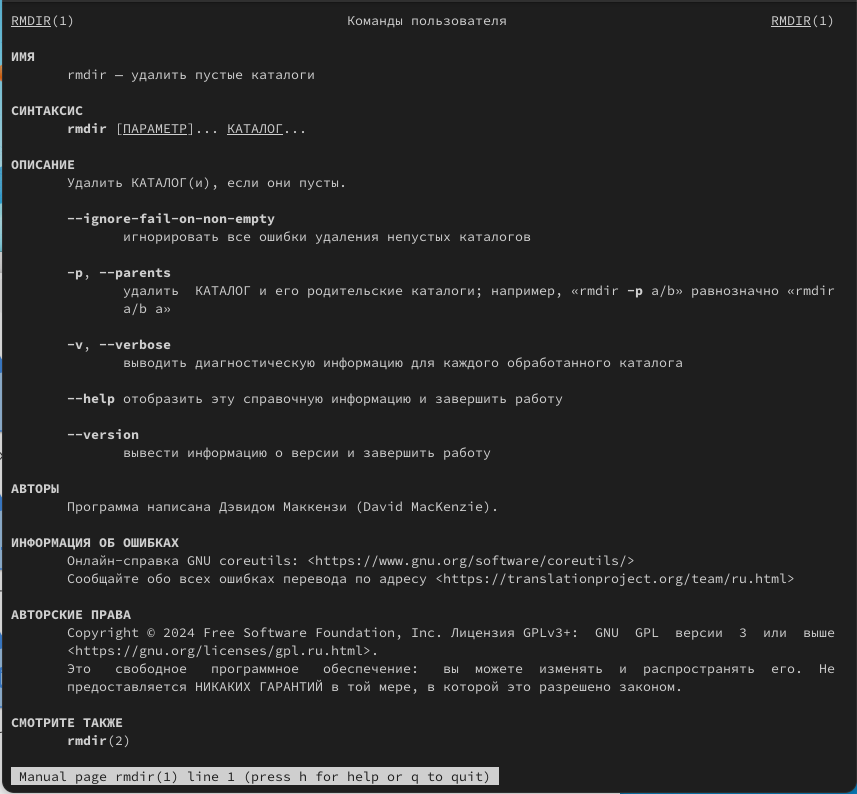 RMDIR(1) Команды пользователя RMDIR(1)
ИМЯ
rmdir — удалить пустые каталоги
СИНТАКСИС
rmdir [ПАРАМЕТР]... КАТАЛОГ...
ОПИСАНИЕ
Удалить КАТАЛОГ(и), если они пусты.
--ignore-fail-on-non-empty
игнорировать все ошибки удаления непустых каталогов
-p, --parents
удалить КАТАЛОГ и его родительские каталоги; например, «rmdir -p a/b» равнозначно «rmdir
a/b a»
-v, --verbose
выводить диагностическую информацию для каждого обработанного каталога
--help отобразить эту справочную информацию и завершить работу
--version
вывести информацию о версии и завершить работу
АВТОРЫ
Программа написана Дэвидом Маккензи (David MacKenzie).
ИНФОРМАЦИЯ ОБ ОШИБКАХ
Онлайн-справка GNU coreutils: <https://www.gnu.org/software/coreutils/>
Сообщайте обо всех ошибках перевода по адресу <https://translationproject.org/team/ru.html>
АВТОРСКИЕ ПРАВА
Copyright © 2024 Free Software Foundation, Inc. Лицензия GPLv3+: GNU GPL версии 3 или выше
<https://gnu.org/licenses/gpl.ru.html>.
Это свободное программное обеспечение: вы можете изменять и распространять его. Не
предоставляется НИКАКИХ ГАРАНТИЙ в той мере, в которой это разрешено законом.
СМОТРИТЕ ТАКЖЕ
rmdir(2)
Manual page rmdir(1) line 1 (press h for help or q to quit)